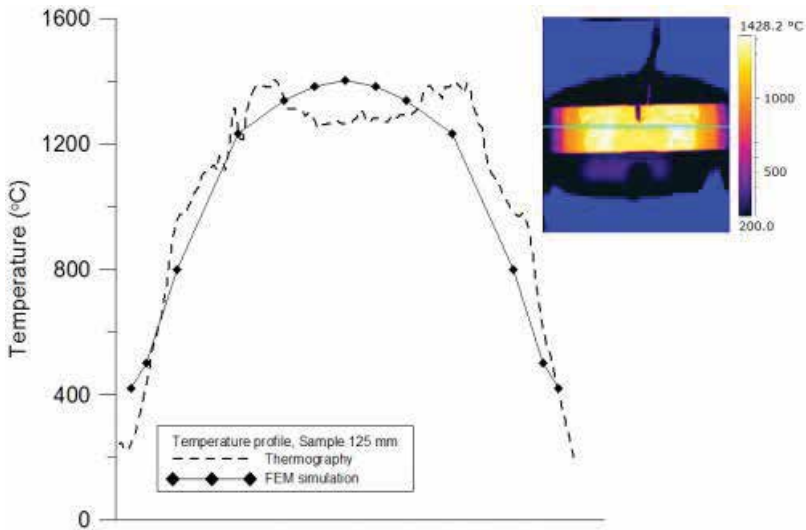 1600
1200
800
400
0
Temperature (°C)
Temperature profile, Sample 125 mm
Thermography
FEM simulation
1428.2 °C
1000
500
200.0